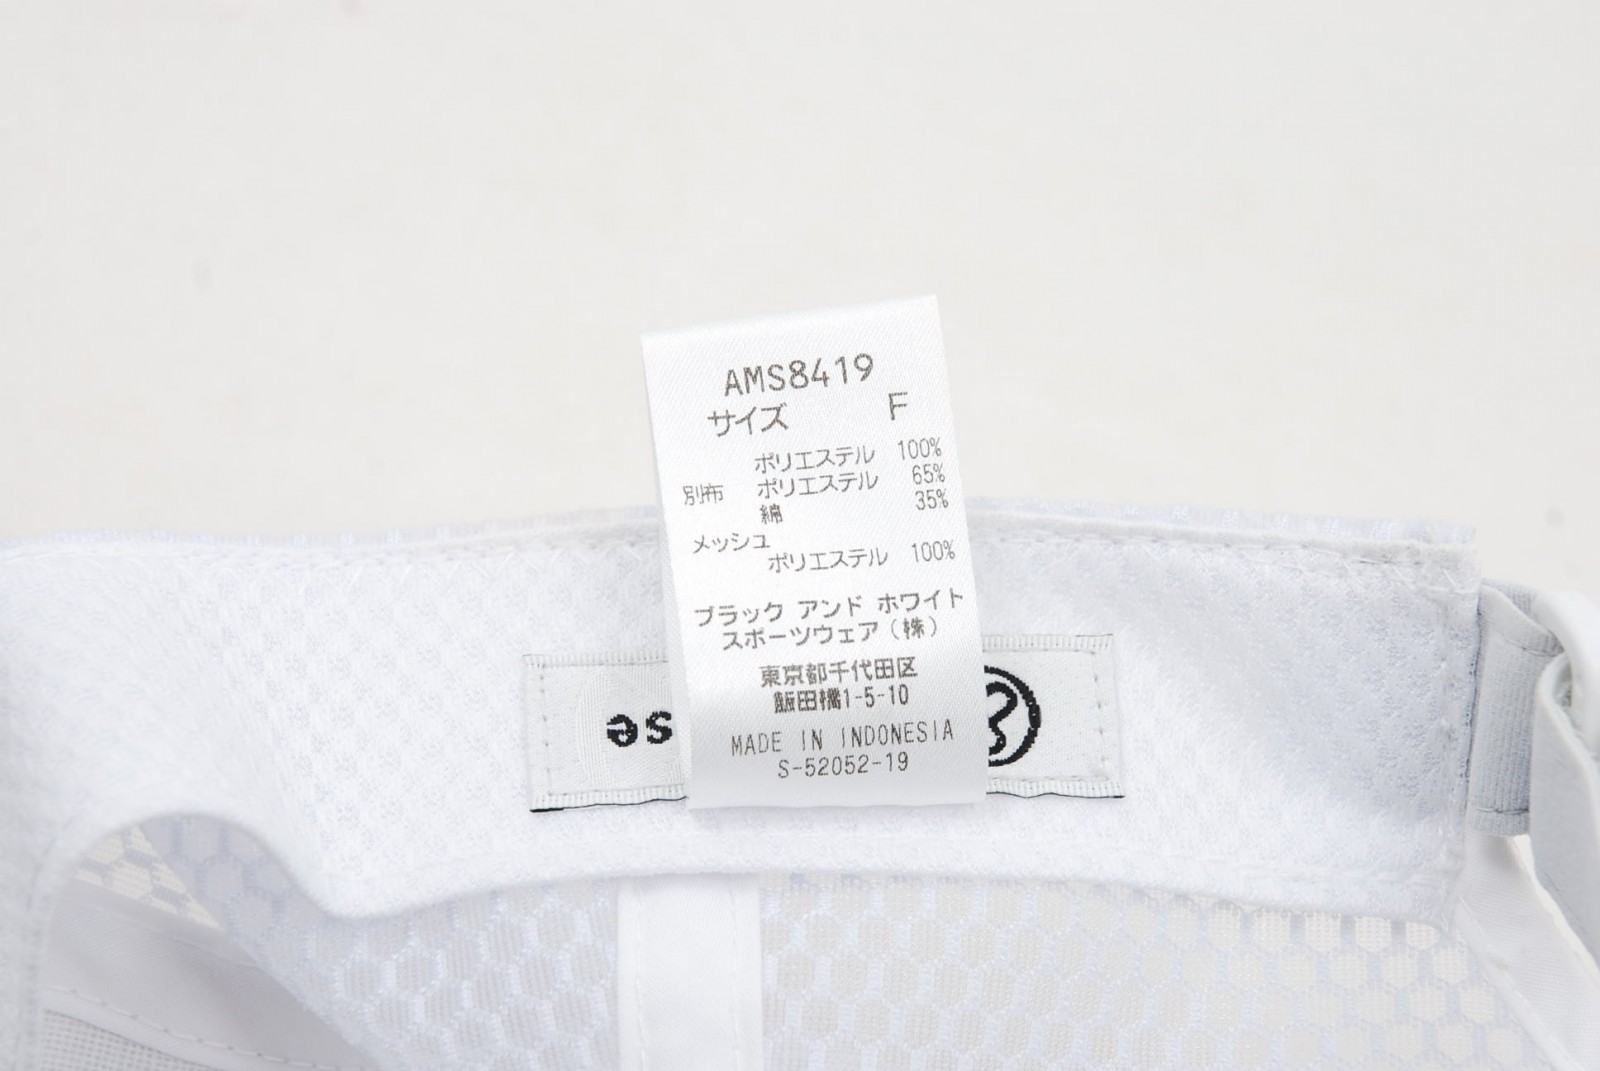 AMS8419
サイズ F
ポリエステル 100%
別布 ポリエステル 65%
綿 35%
メッシュ
ポリエステル 100%
ブラック アンド ホワイト
スポーツウェア（株）
東京都千代田区
飯田橋1-5-10
MADE IN INDONESIA
S-52052-19
se